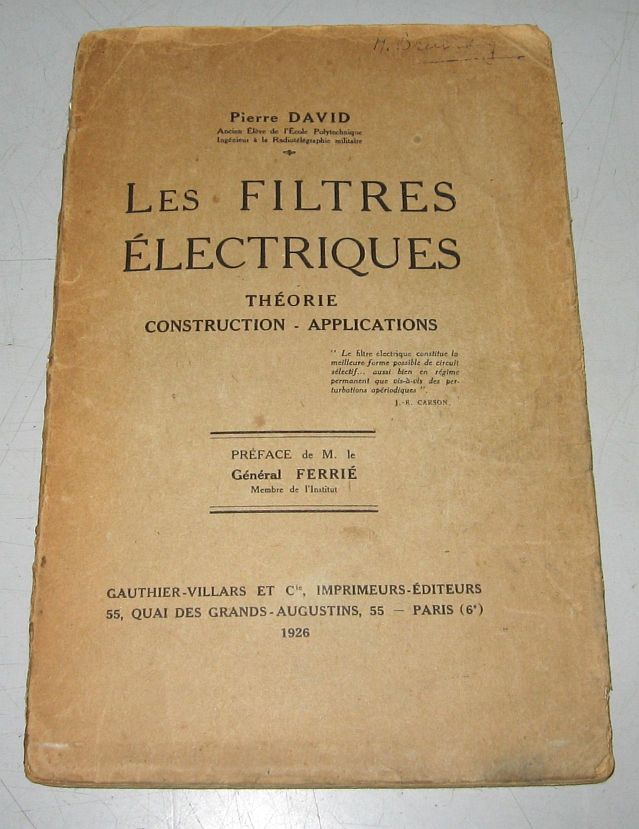 Pierre DAVID
Ancien Élève de l'École Polytechnique
Ingénieur à la Radiotélégraphie militaire
LES FILTRES
ÉLECTRIQUES
THÉORIE
CONSTRUCTION - APPLICATIONS
" Le filtre électrique constitue la
meilleure forme possible de circuit
sélectif... aussi bien en régime
permanent que vis-à-vis des per-
turbations apériodiques ".
J.-R. CARSON.
PRÉFACE de M. le
Général FERRIÉ
Membre de l'Institut
GAUTHIER-VILLARS ET Cie, IMPRIMEURS-ÉDITEURS
55, QUAI DES GRANDS-AUGUSTINS, 55 — PARIS (6e)
1926